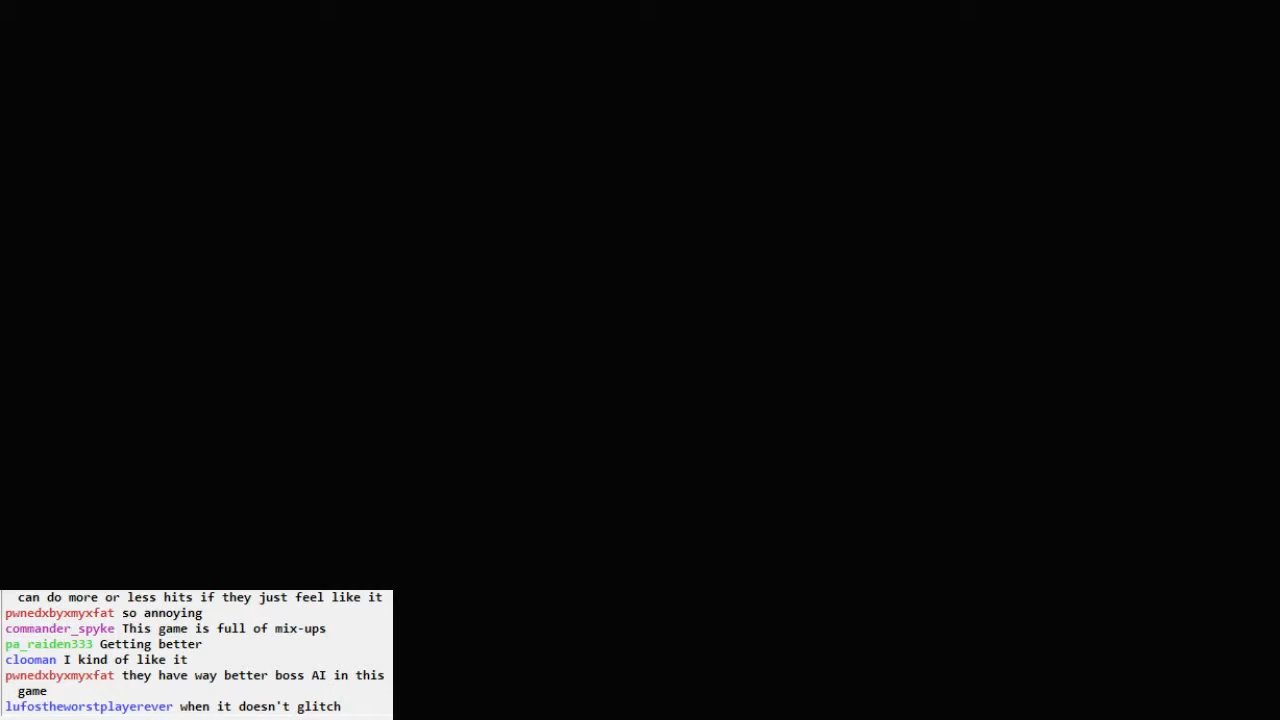 can do more or less hits if they just feel like it
pwnedxbyxmyxfat so annoying
commander_spyke This game is full of mix-ups
pa_raiden333 Getting better
clooman I kind of like it
pwnedxbyxmyxfat they have way better boss AI in this
game
lufostheworstplayerever when it doesn't glitch